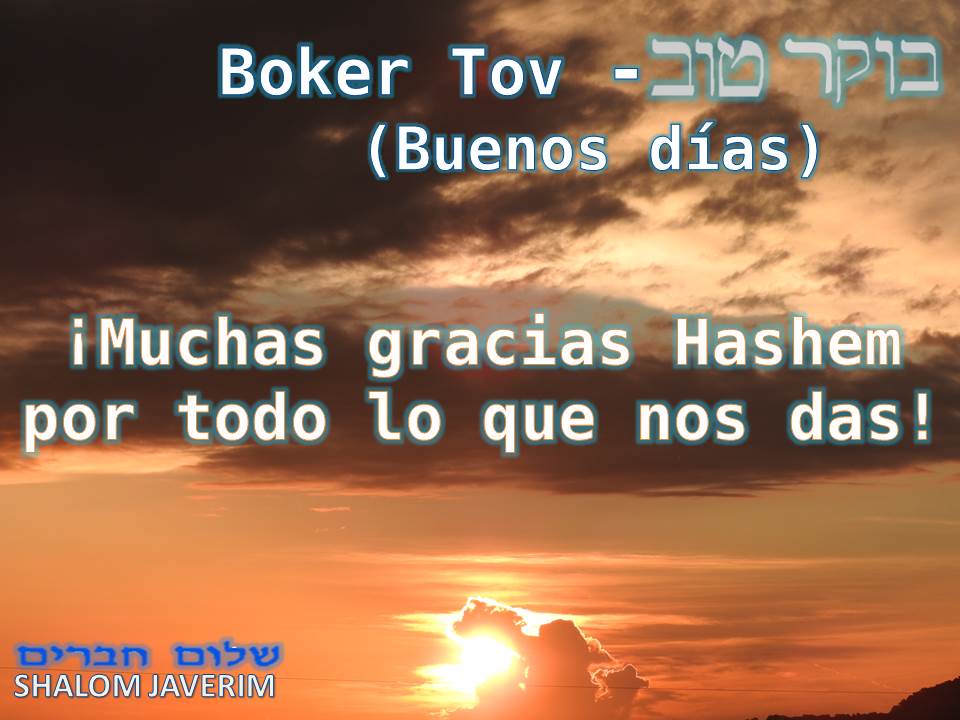 Boker Tov - בוקר טוב
(Buenos días)
¡Muchas gracias Hashem
por todo lo que nos das!
שלום חברים
SHALOM JAVERIM